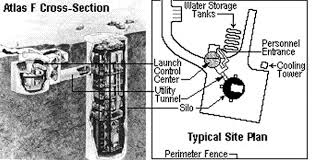 Atlas F Cross-Section
Water Storage
Tanks
Personnel
Entrance
Launch
Control
Center
Cooling
Tower
Utility
Tunnel
Silo
Typical Site Plan
Perimeter Fence